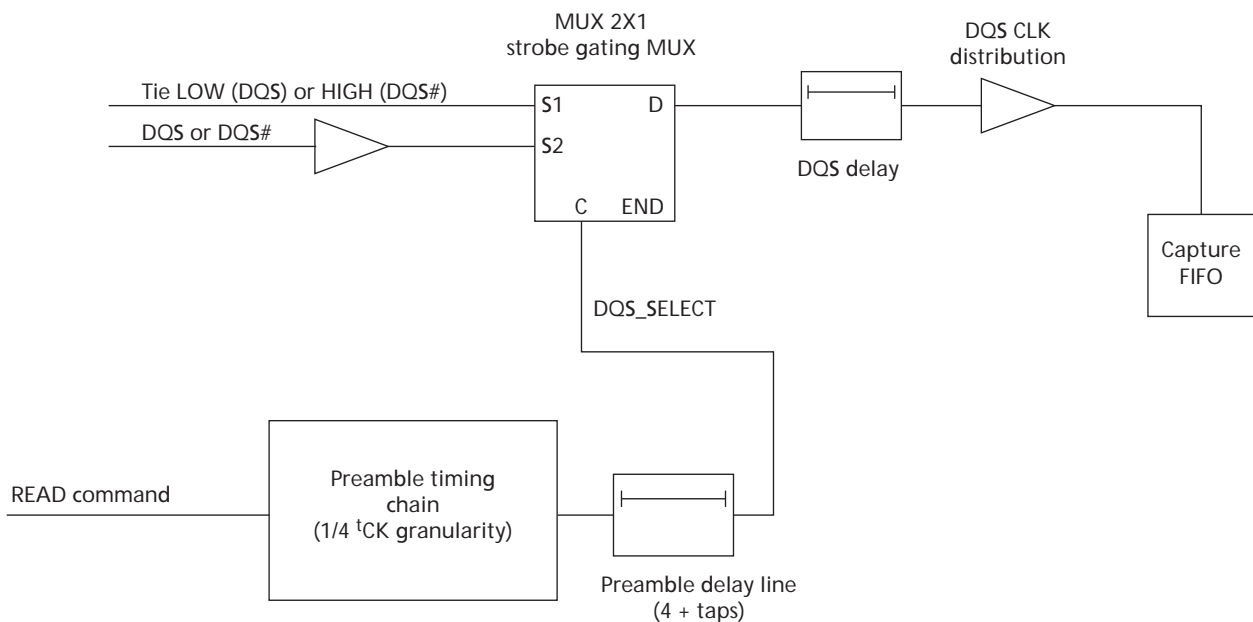 MUX 2X1
strobe gating MUX
DQS CLK
distribution
Tie LOW (DQS) or HIGH (DQS#)
S1
D
DQS or DQS#
S2
DQS delay
C
END
Capture
FIFO
DQS_SELECT
READ command
Preamble timing
chain
(1/4 ᵗCK granularity)
Preamble delay line
(4 + taps)